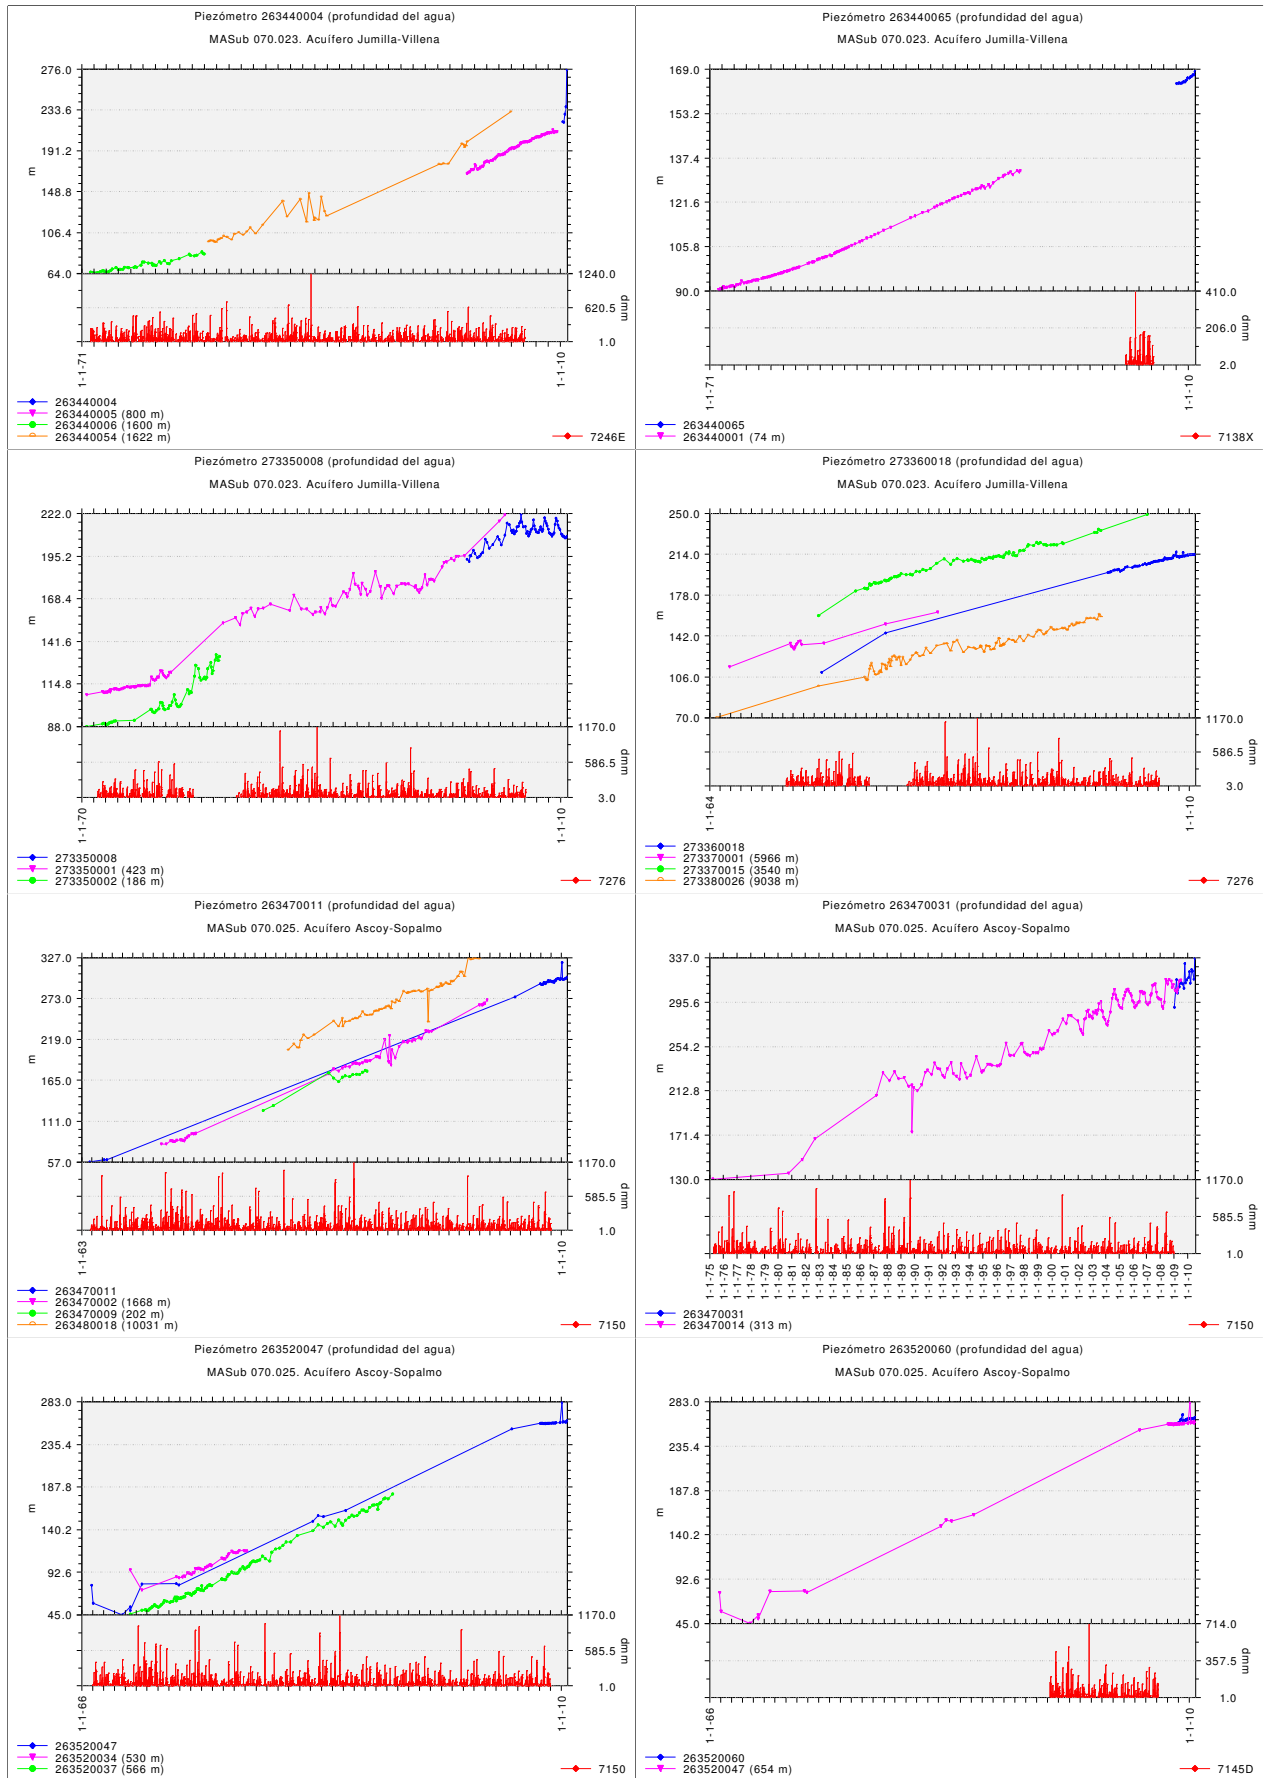 Piezómetro 263440004 (profundidad del agua)
MASub 070.023. Acuífero Jumilla-Villena
276.0
233.6
191.2
148.8
106.4
64.0
m
1240.0
620.5
1.0
dmm
1-1-71
1-1-10
263440004
263440005 (800 m)
263440006 (1600 m)
263440054 (1622 m)
7246E
Piezómetro 263440065 (profundidad del agua)
MASub 070.023. Acuífero Jumilla-Villena
169.0
153.2
137.4
121.6
105.8
90.0
m
410.0
206.0
2.0
dmm
1-1-71
1-1-10
263440065
263440001 (74 m)
7138X
Piezómetro 273350008 (profundidad del agua)
MASub 070.023. Acuífero Jumilla-Villena
222.0
195.2
168.4
141.6
114.8
88.0
m
1170.0
586.5
3.0
dmm
1-1-70
1-1-10
273350008
273350001 (423 m)
273350002 (186 m)
7276
Piezómetro 273360018 (profundidad del agua)
MASub 070.023. Acuífero Jumilla-Villena
250.0
214.0
178.0
142.0
106.0
70.0
m
1170.0
586.5
3.0
dmm
1-1-64
1-1-10
273360018
273370001 (5966 m)
273370015 (3540 m)
273380026 (9038 m)
7276
Piezómetro 263470011 (profundidad del agua)
MASub 070.025. Acuífero Ascoy-Sopalmo
327.0
273.0
219.0
165.0
111.0
57.0
m
1170.0
585.5
1.0
dmm
1-1-63
1-1-10
263470011
263470002 (1668 m)
263470009 (202 m)
263480018 (10031 m)
7150
Piezómetro 263470031 (profundidad del agua)
MASub 070.025. Acuífero Ascoy-Sopalmo
337.0
295.6
254.2
212.8
171.4
130.0
m
1170.0
585.5
1.0
dmm
1-1-75
1-1-76
1-1-77
1-1-78
1-1-79
1-1-80
1-1-81
1-1-82
1-1-83
1-1-84
1-1-85
1-1-86
1-1-87
1-1-88
1-1-89
1-1-90
1-1-91
1-1-92
1-1-93
1-1-94
1-1-95
1-1-96
1-1-97
1-1-98
1-1-99
1-1-00
1-1-01
1-1-02
1-1-03
1-1-04
1-1-05
1-1-06
1-1-07
1-1-08
1-1-09
1-1-10
263470031
263470014 (313 m)
7150
Piezómetro 263520047 (profundidad del agua)
MASub 070.025. Acuífero Ascoy-Sopalmo
283.0
235.4
187.8
140.2
92.6
45.0
m
1170.0
585.5
1.0
dmm
1-1-66
1-1-10
263520047
263520034 (530 m)
263520037 (566 m)
7150
Piezómetro 263520060 (profundidad del agua)
MASub 070.025. Acuífero Ascoy-Sopalmo
283.0
235.4
187.8
140.2
92.6
45.0
m
714.0
357.5
1.0
dmm
1-1-66
1-1-10
263520060
263520047 (654 m)
7145D